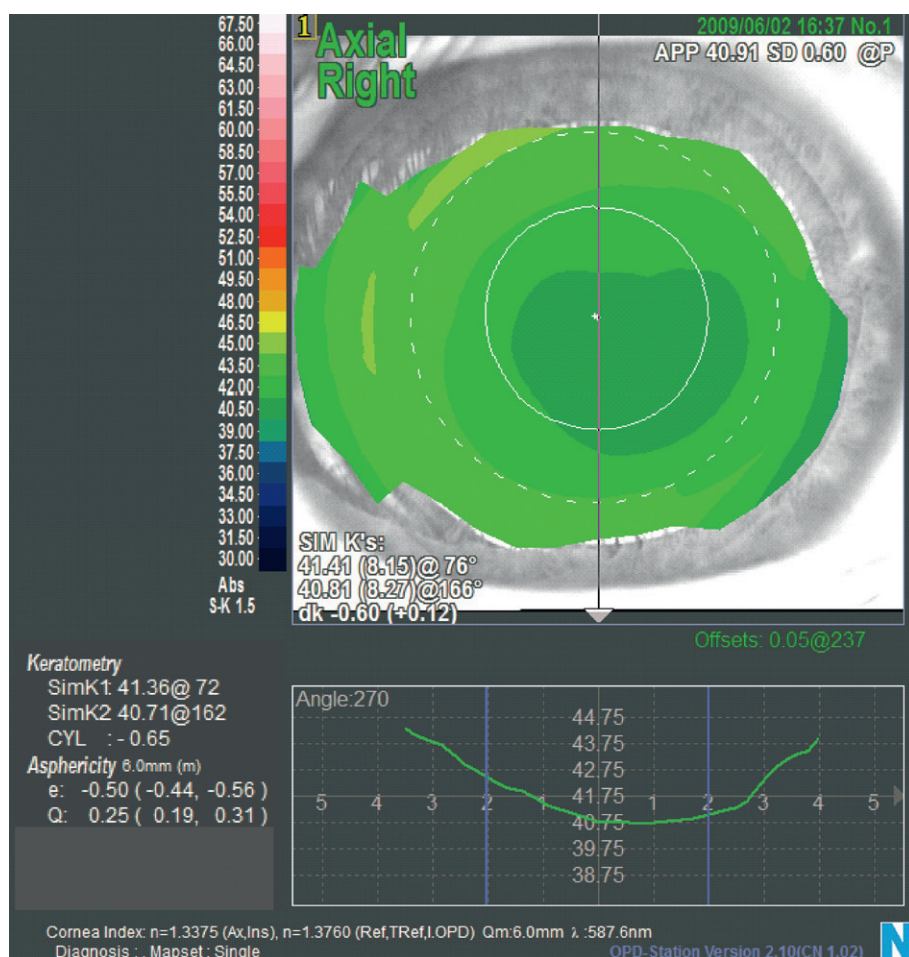 67.50
66.00
64.50
63.00
61.50
60.00
58.50
57.00
55.50
54.00
52.50
51.00
49.50
48.00
46.50
45.00
43.50
42.00
40.50
39.00
37.50
36.00
34.50
33.00
31.50
30.00
Abs
S-K 1.5
1
Axial
Right
2009/06/02 16:37 No.1
APP 40.91 SD 0.60 @P
SIM K's:
41.41 (8.15)@ 76°
40.81 (8.27)@166°
dk -0.60 (+0.12)
Offsets: 0.05@237
Keratometry
SimK1: 41.36@ 72
SimK2: 40.71@162
CYL : - 0.65
Asphericity 6.0mm (m)
e: -0.50 ( -0.44, -0.56 )
Q: 0.25 ( 0.19, 0.31 )
Angle:270
44.75
43.75
42.75
41.75
5 4 3 2 1 1 2 3 4 5
40.75
39.75
38.75
Cornea Index: n=1.3375 (Ax,Ins), n=1.3760 (Ref,TRef,I.OPD) Qm:6.0mm λ :587.6nm
Diagnosis : , Mapset : Single
OPD-Station Version 2.10(CN 1.02)
N